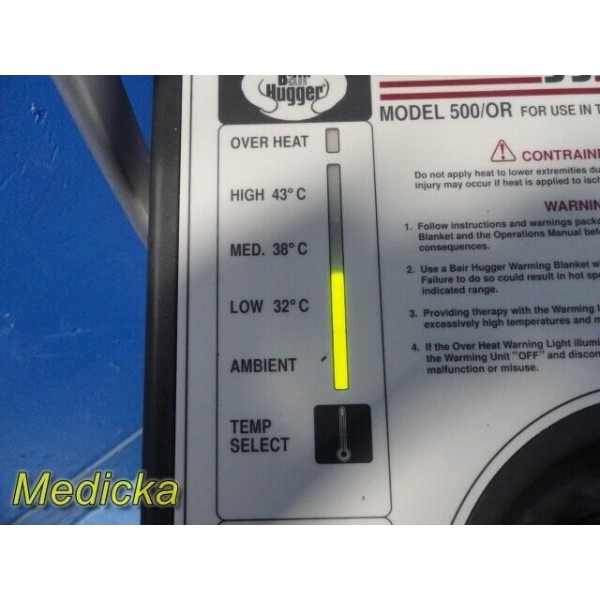 Bair
Hugger
MODEL 500/OR FOR USE IN T
OVER HEAT
HIGH 43° C
MED. 38° C
LOW 32° C
AMBIENT
TEMP
SELECT
⚠ CONTRAIN
Do not apply heat to lower extremities du
injury may occur if heat is applied to isch
WARNIN
1. Follow instructions and warnings packa
Blanket and the Operations Manual befo
consequences.
2. Use a Bair Hugger Warming Blanket w
Failure to do so could result in hot sp
indicated range.
3. Providing therapy with the Warming
excessively high temperatures and m
4. If the Over Heat Warning Light illumi
the Warming Unit "OFF" and discon
malfunction or misuse.
Medicka